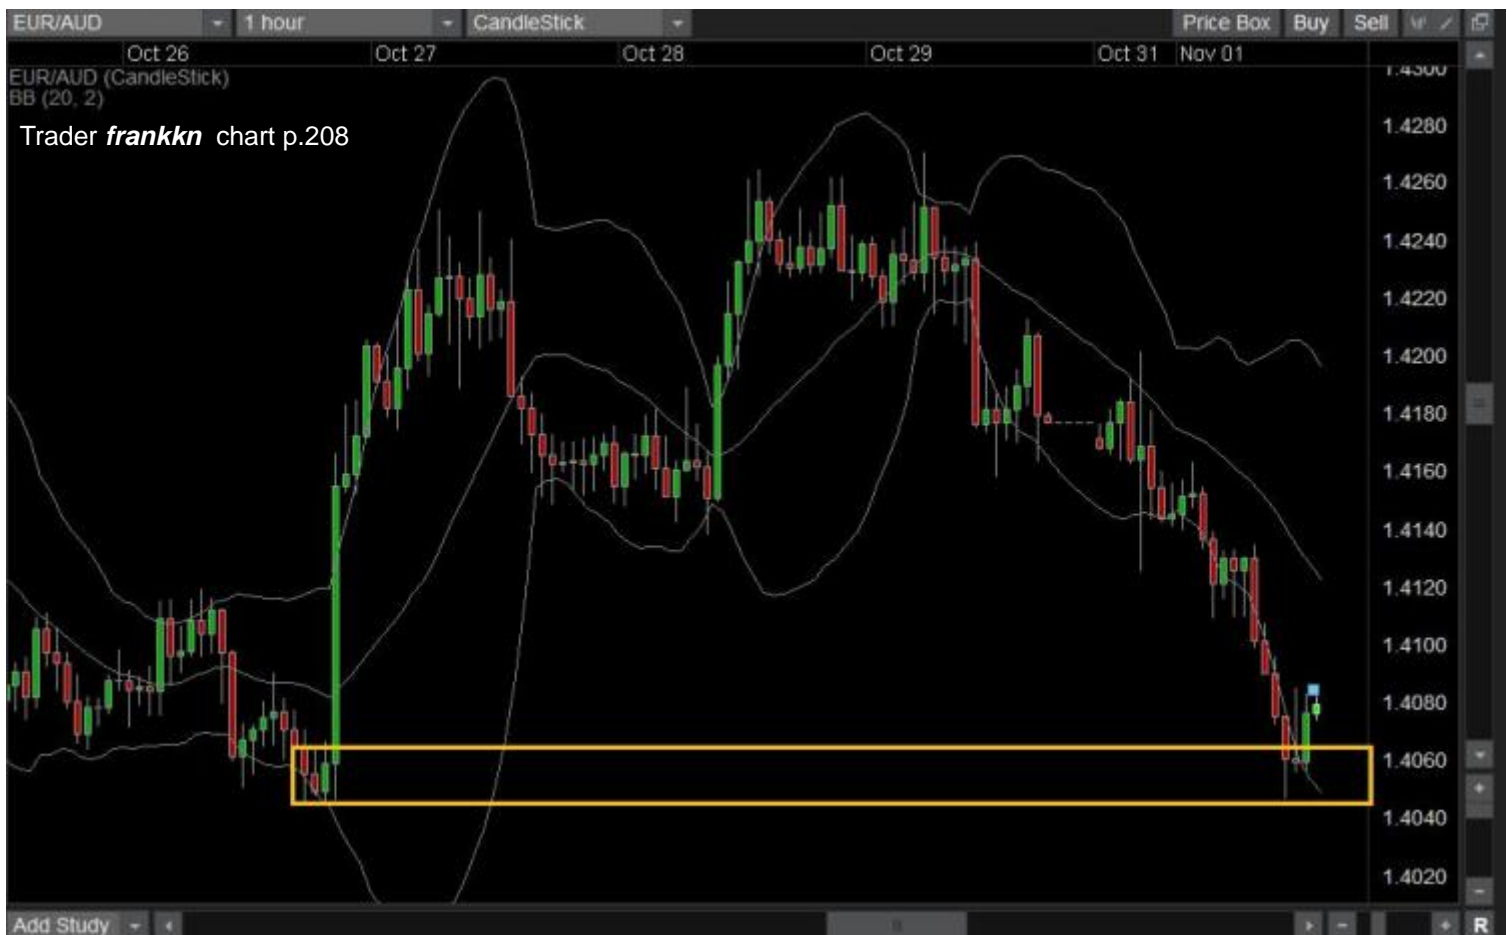 EUR/AUD 1 hour CandleStick Price Box Buy Sell
Oct 26 Oct 27 Oct 28 Oct 29 Oct 31 Nov 01
EUR/AUD (CandleStick)
BB (20, 2)
Trader frankkn chart p.208
1.4300
1.4280
1.4260
1.4240
1.4220
1.4200
1.4180
1.4160
1.4140
1.4120
1.4100
1.4080
1.4060
1.4040
1.4020
Add Study R